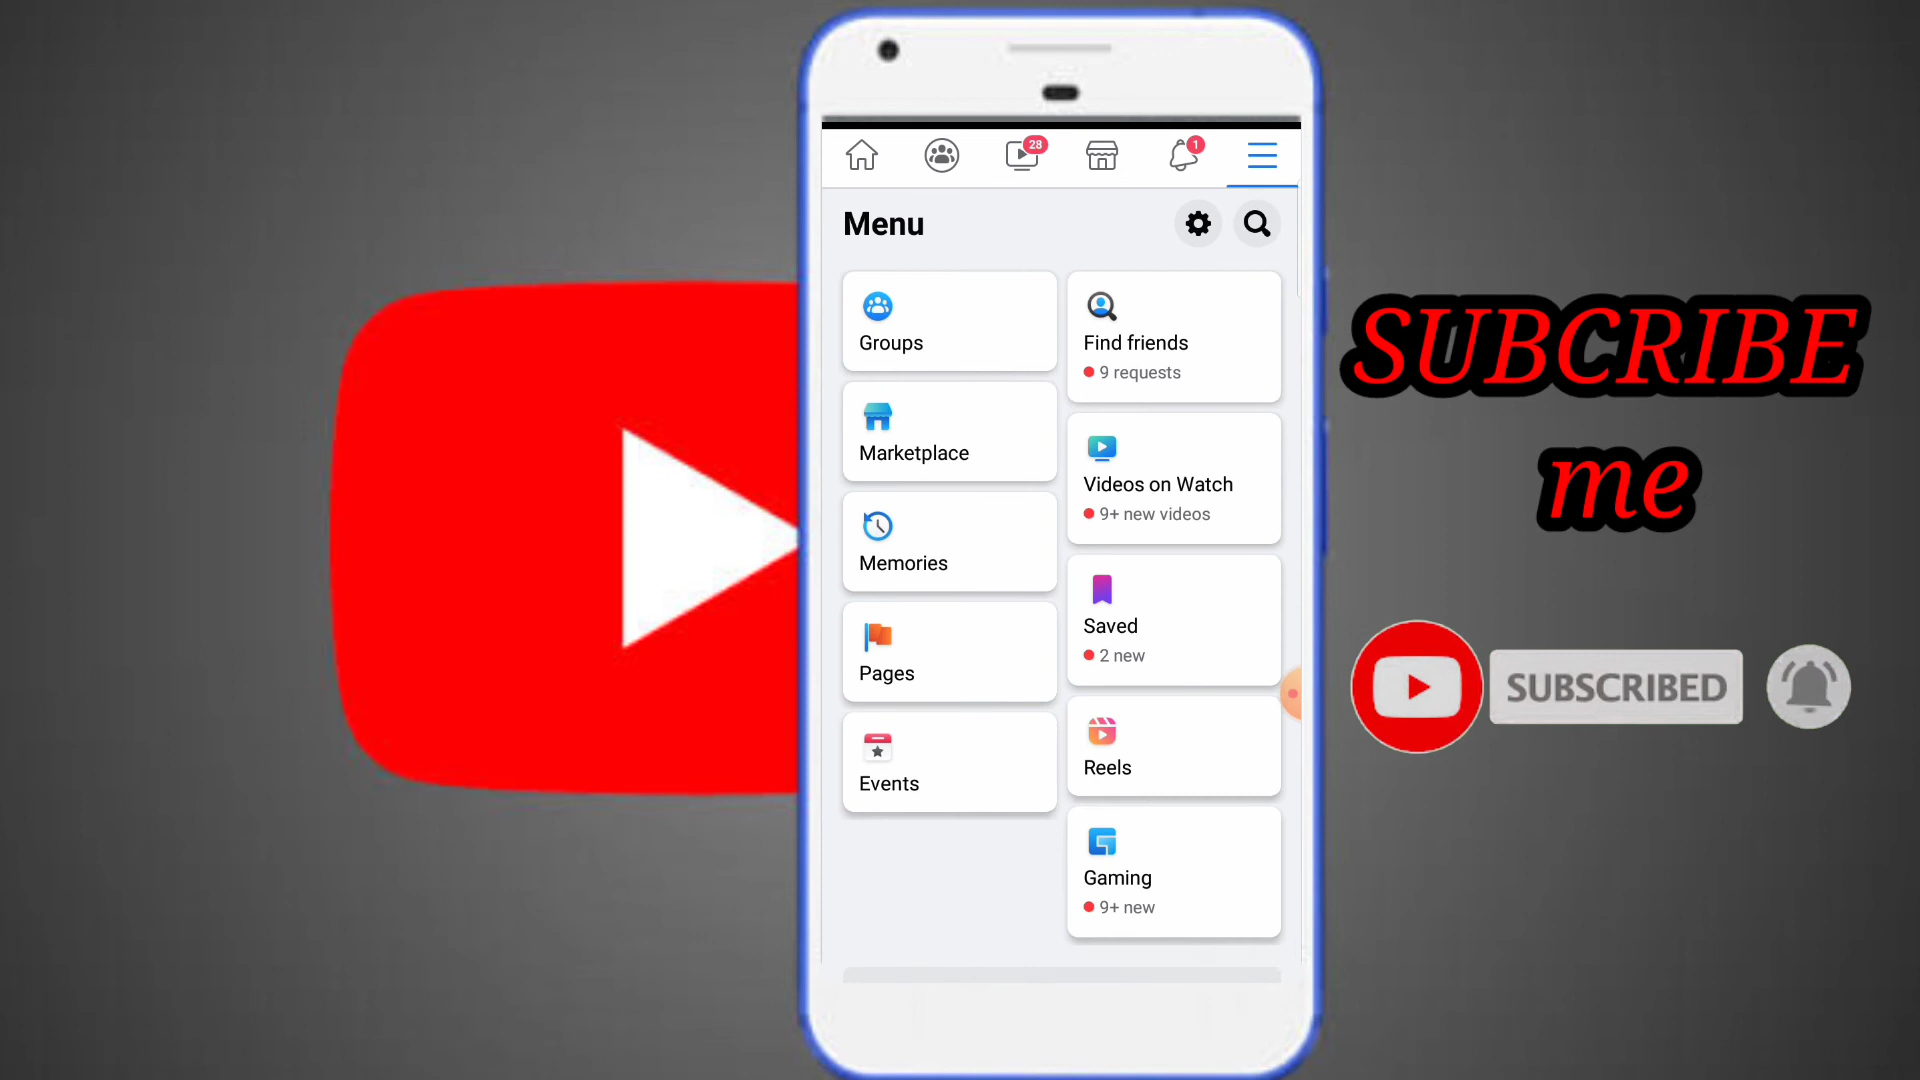 28
1
Menu
Groups
Find friends
9 requests
Marketplace
Videos on Watch
9+ new videos
Memories
Saved
2 new
Pages
Reels
Events
Gaming
9+ new
SUBCRIBE
me
SUBSCRIBED